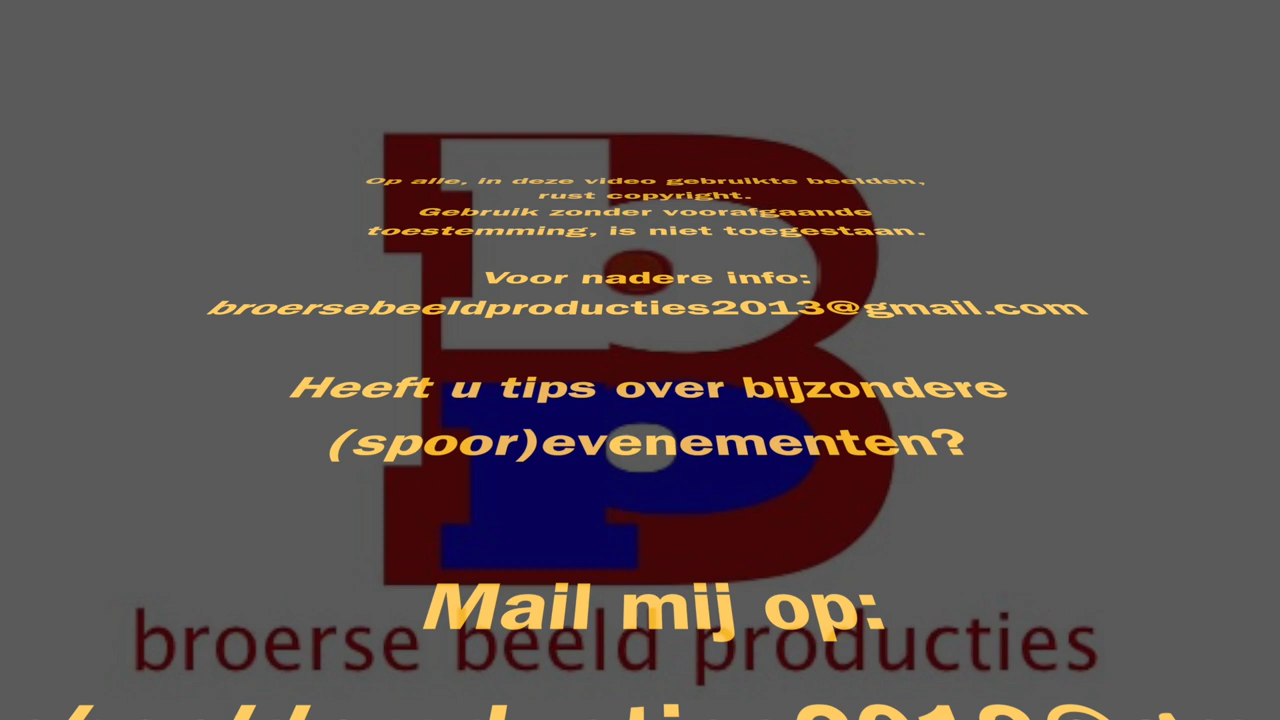 Op alle, in deze video gebruikte beelden,
rust copyright.
Gebruik zonder voorafgaande
toestemming, is niet toegestaan.
Voor nadere info:
broersebeeldproducties2013@gmail.com
Heeft u tips over bijzondere
(spoor)evenementen?
Mail mij op:
broerse beeld producties